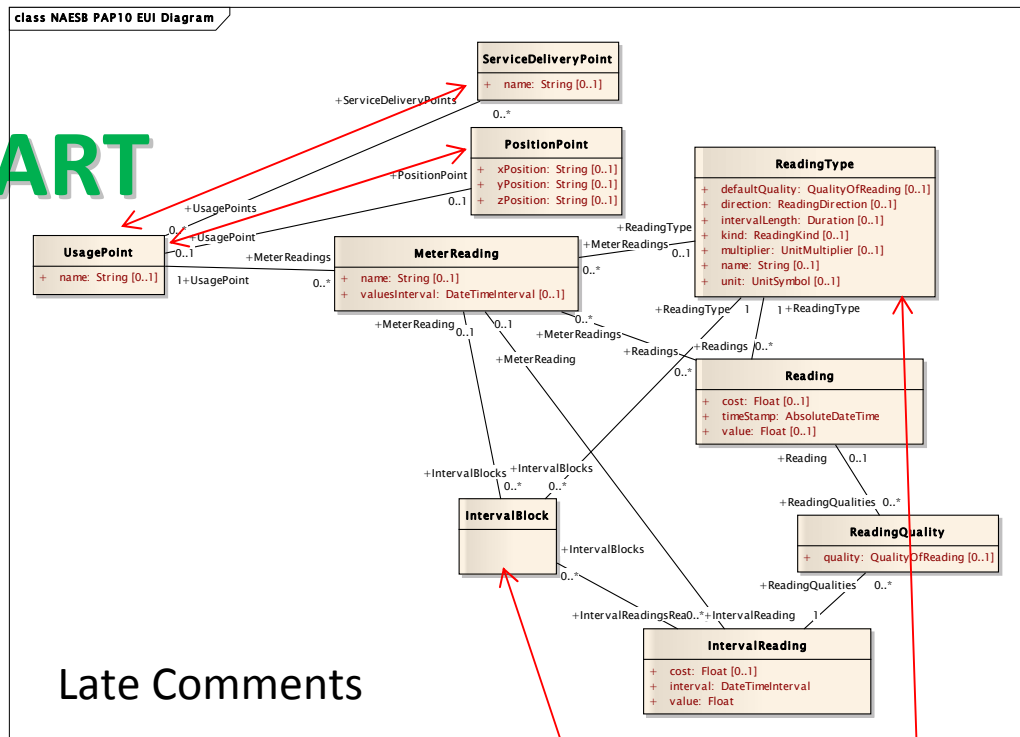 class NAESB PAP10 EUI Diagram
ServiceDeliveryPoint
+ name: String [0..1]
+ServiceDeliveryPoints
0..*
ART
PositionPoint
+ xPosition: String [0..1]
+ yPosition: String [0..1]
+ zPosition: String [0..1]
+PositionPoint
0..1
ReadingType
+ defaultQuality: QualityOfReading [0..1]
+ direction: ReadingDirection [0..1]
+ intervalLength: Duration [0..1]
+ kind: ReadingKind [0..1]
+ multiplier: UnitMultiplier [0..1]
+ name: String [0..1]
+ unit: UnitSymbol [0..1]
+UsagePoints
0..*
+UsagePoint
0..1
UsagePoint
+ name: String [0..1]
+MeterReadings
1 +UsagePoint
0..*
MeterReading
+ name: String [0..1]
+ valuesInterval: DateTimeInterval [0..1]
+ReadingType
+MeterReadings
0..1
0..*
+MeterReading
0..1
0..1
+MeterReading
0..*
+MeterReadings
+Readings
0..*
+ReadingType 1
1 +ReadingType
+Readings 0..*
Reading
+ cost: Float [0..1]
+ timeStamp: AbsoluteDateTime
+ value: Float [0..1]
+Reading 0..1
+ReadingQualities 0..*
+IntervalBlocks
0..*
+IntervalBlocks
0..*
IntervalBlock
+IntervalBlocks
0..*
ReadingQuality
+ quality: QualityOfReading [0..1]
+ReadingQualities 0..*
+IntervalReadingsRea0..*+IntervalReading 1
IntervalReading
+ cost: Float [0..1]
+ interval: DateTimeInterval
+ value: Float
Late Comments